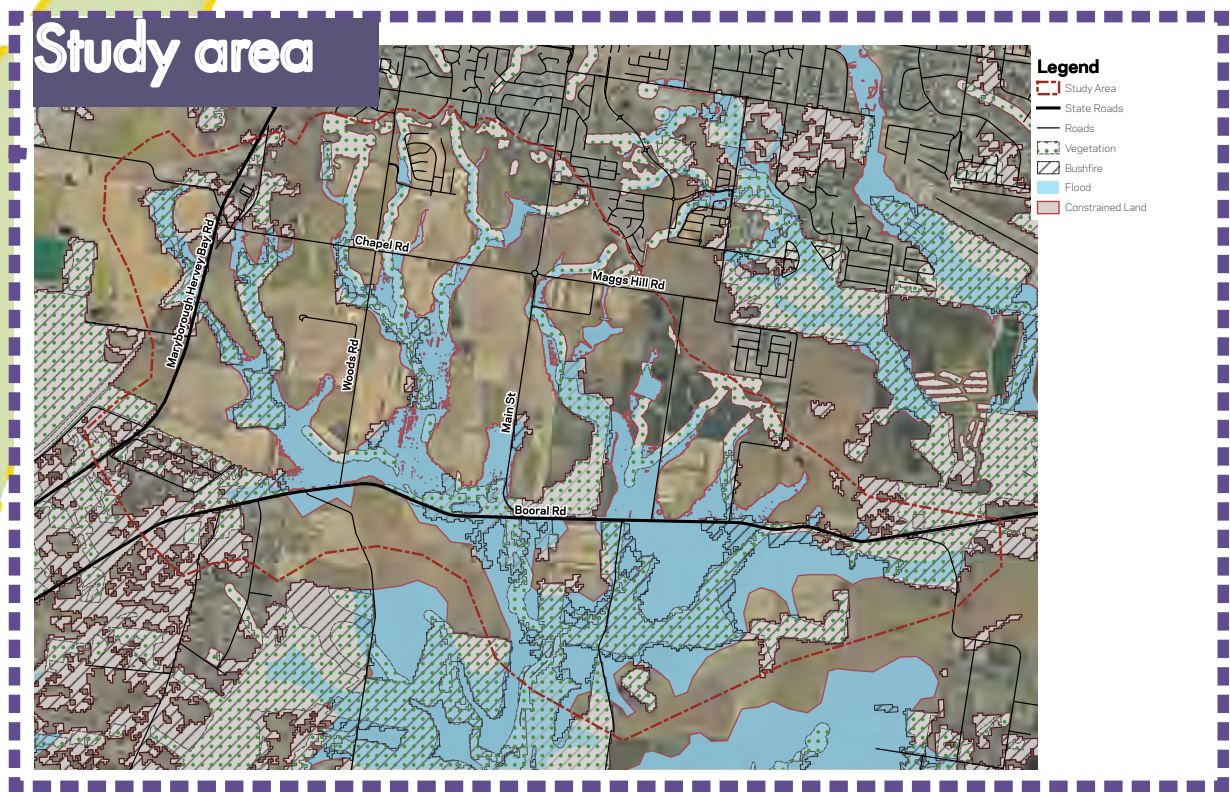 Study area
Legend
Study Area
State Roads
Roads
Vegetation
Bushfire
Flood
Constrained Land
Maryborough Hervey Bay Rd
Chapel Rd
Maggs Hill Rd
Woods Rd
Main St
Booral Rd